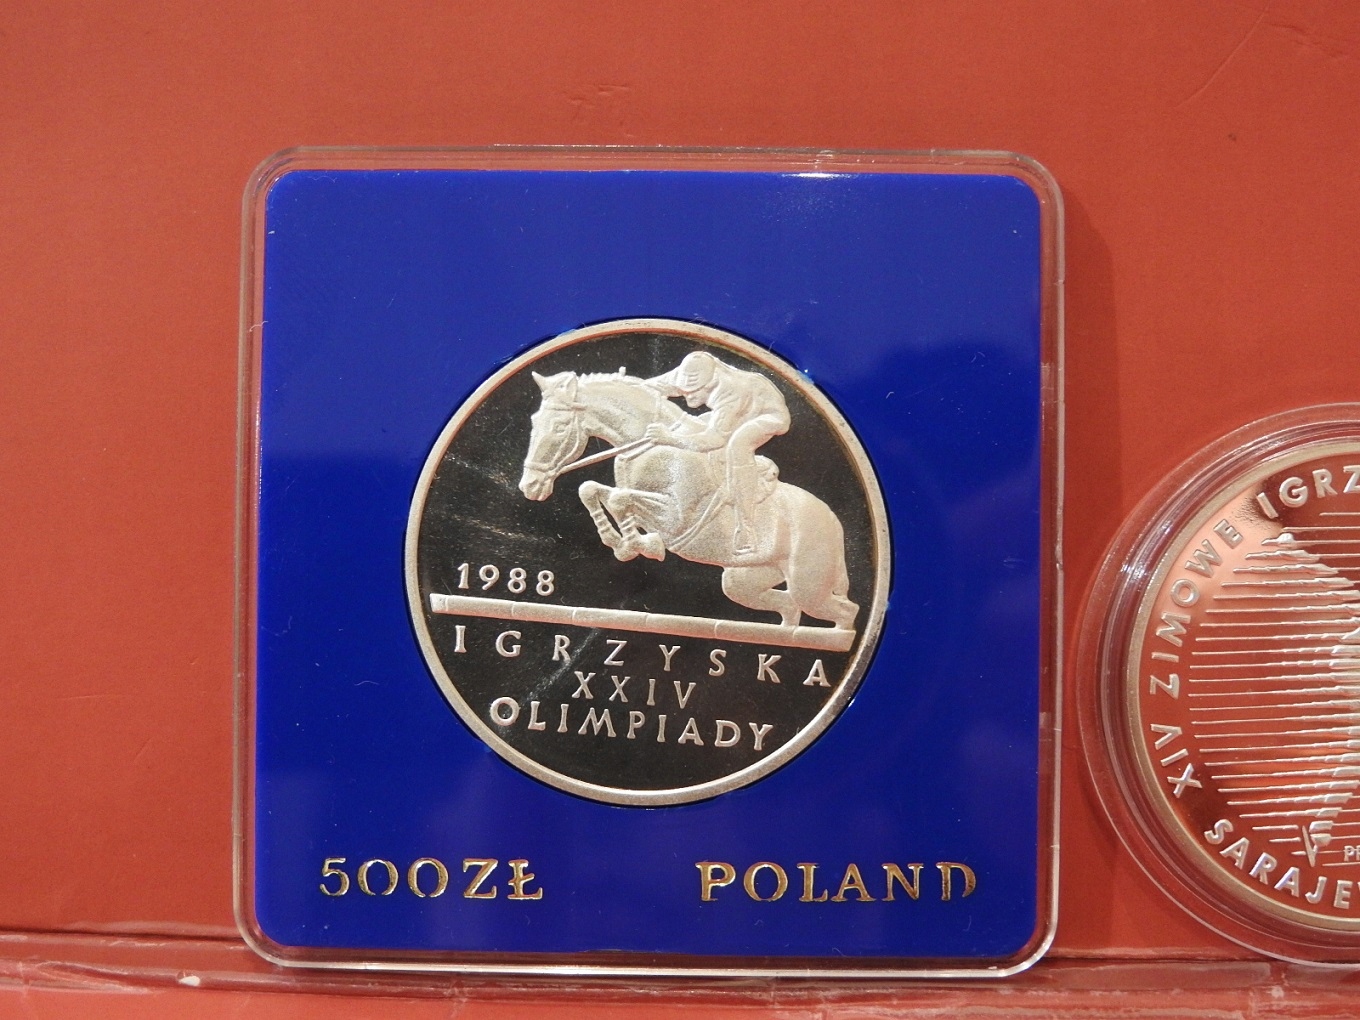 1988
IGRZYSKA
XXIV
OLIMPIADY
500ZŁ POLAND
XIV ZIMOWE IGRZ
SARAJE